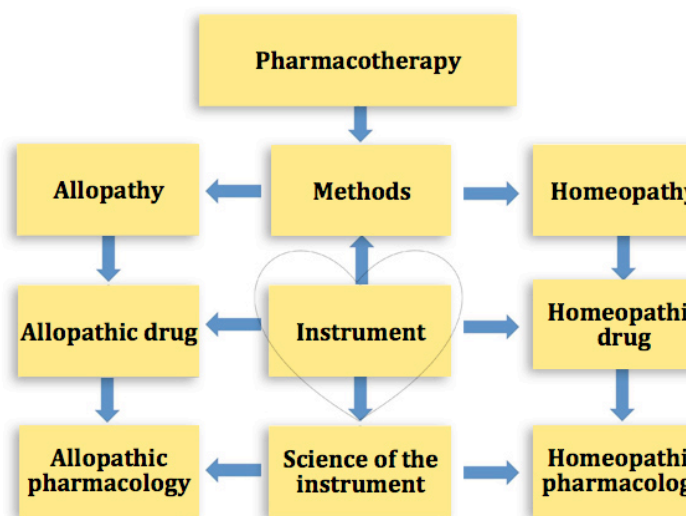 Pharmacotherapy
Allopathy
Methods
Homeopathy
Allopathic drug
Instrument
Homeopathi
drug
Allopathic
pharmacology
Science of the
instrument
Homeopathi
pharmacolog